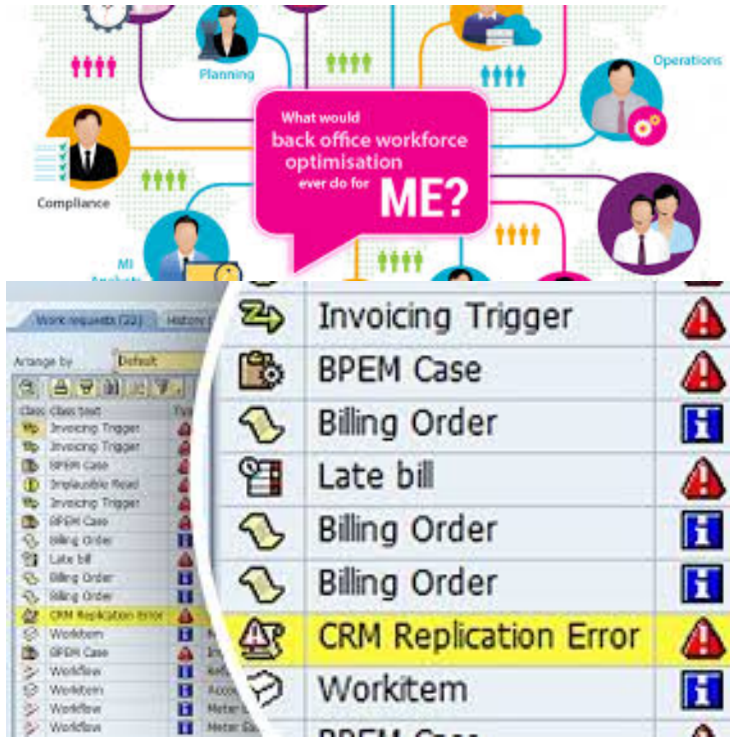 Planning
Operations
What would
back office workforce
optimisation
ever do for
ME?
Compliance
MI
Work requests (22) History
Arrange by Default
Class Class text
Invoicing Trigger
Invoicing Trigger
BPEM Case
Implausible Read
Invoicing Trigger
BPEM Case
Billing Order
Late bill
Billing Order
Billing Order
CRM Replication Error
Workitem
BPEM Case
Workflow
Workitem
Workflow
Workflow
Invoicing Trigger
BPEM Case
Billing Order
Late bill
Billing Order
Billing Order
CRM Replication Error
Workitem
BPEM Case